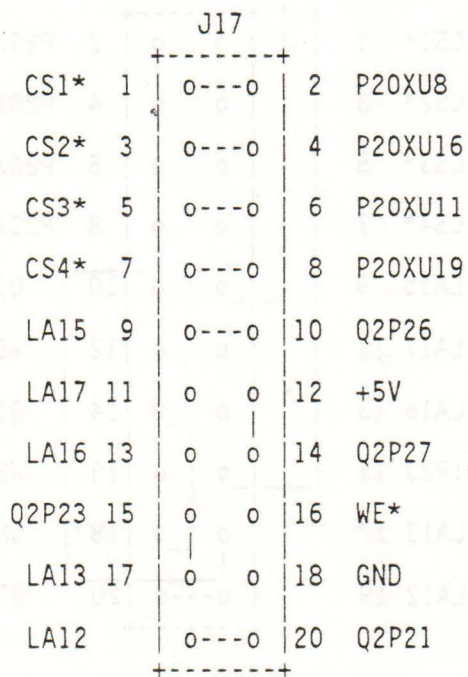 J17
+-----------+
CS1* 1 | o---o | 2 P20XU8
CS2* 3 | o---o | 4 P20XU16
CS3* 5 | o---o | 6 P20XU11
CS4* 7 | o---o | 8 P20XU19
LA15 9 | o---o | 10 Q2P26
LA17 11 | o o | 12 +5V
LA16 13 | o o | 14 Q2P27
Q2P23 15 | o o | 16 WE*
LA13 17 | o o | 18 GND
LA12 | o---o | 20 Q2P21
+-----------+